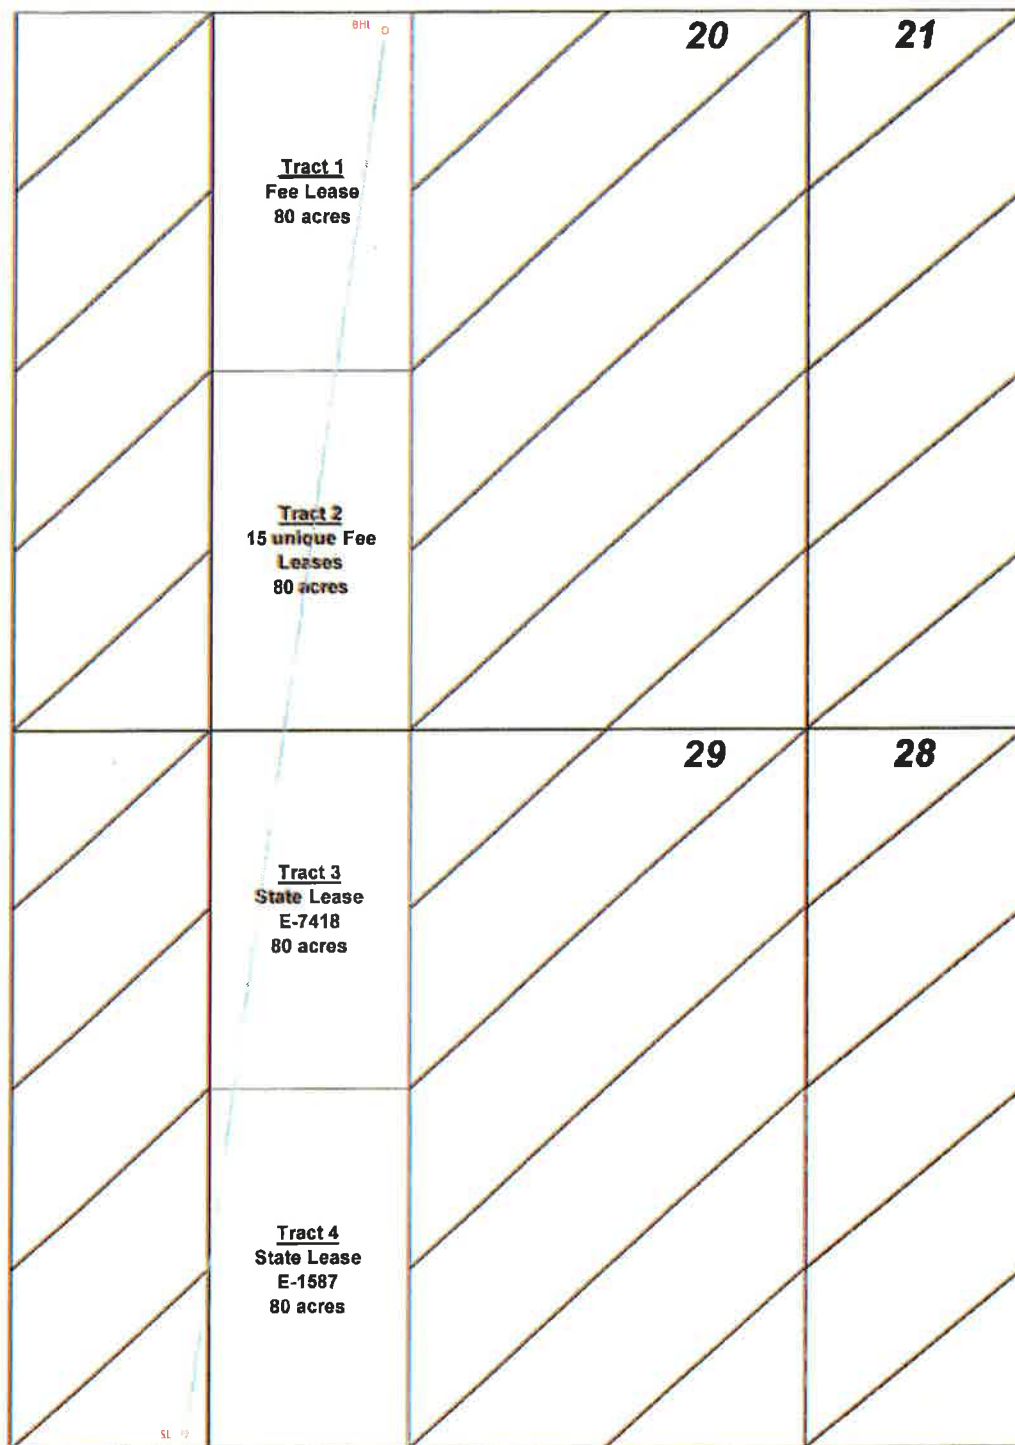 BHL
20
21
Tract 1
Fee Lease
80 acres
Tract 2
15 unique Fee
Leases
80 acres
29
28
Tract 3
State Lease
E-7418
80 acres
Tract 4
State Lease
E-1587
80 acres
SL